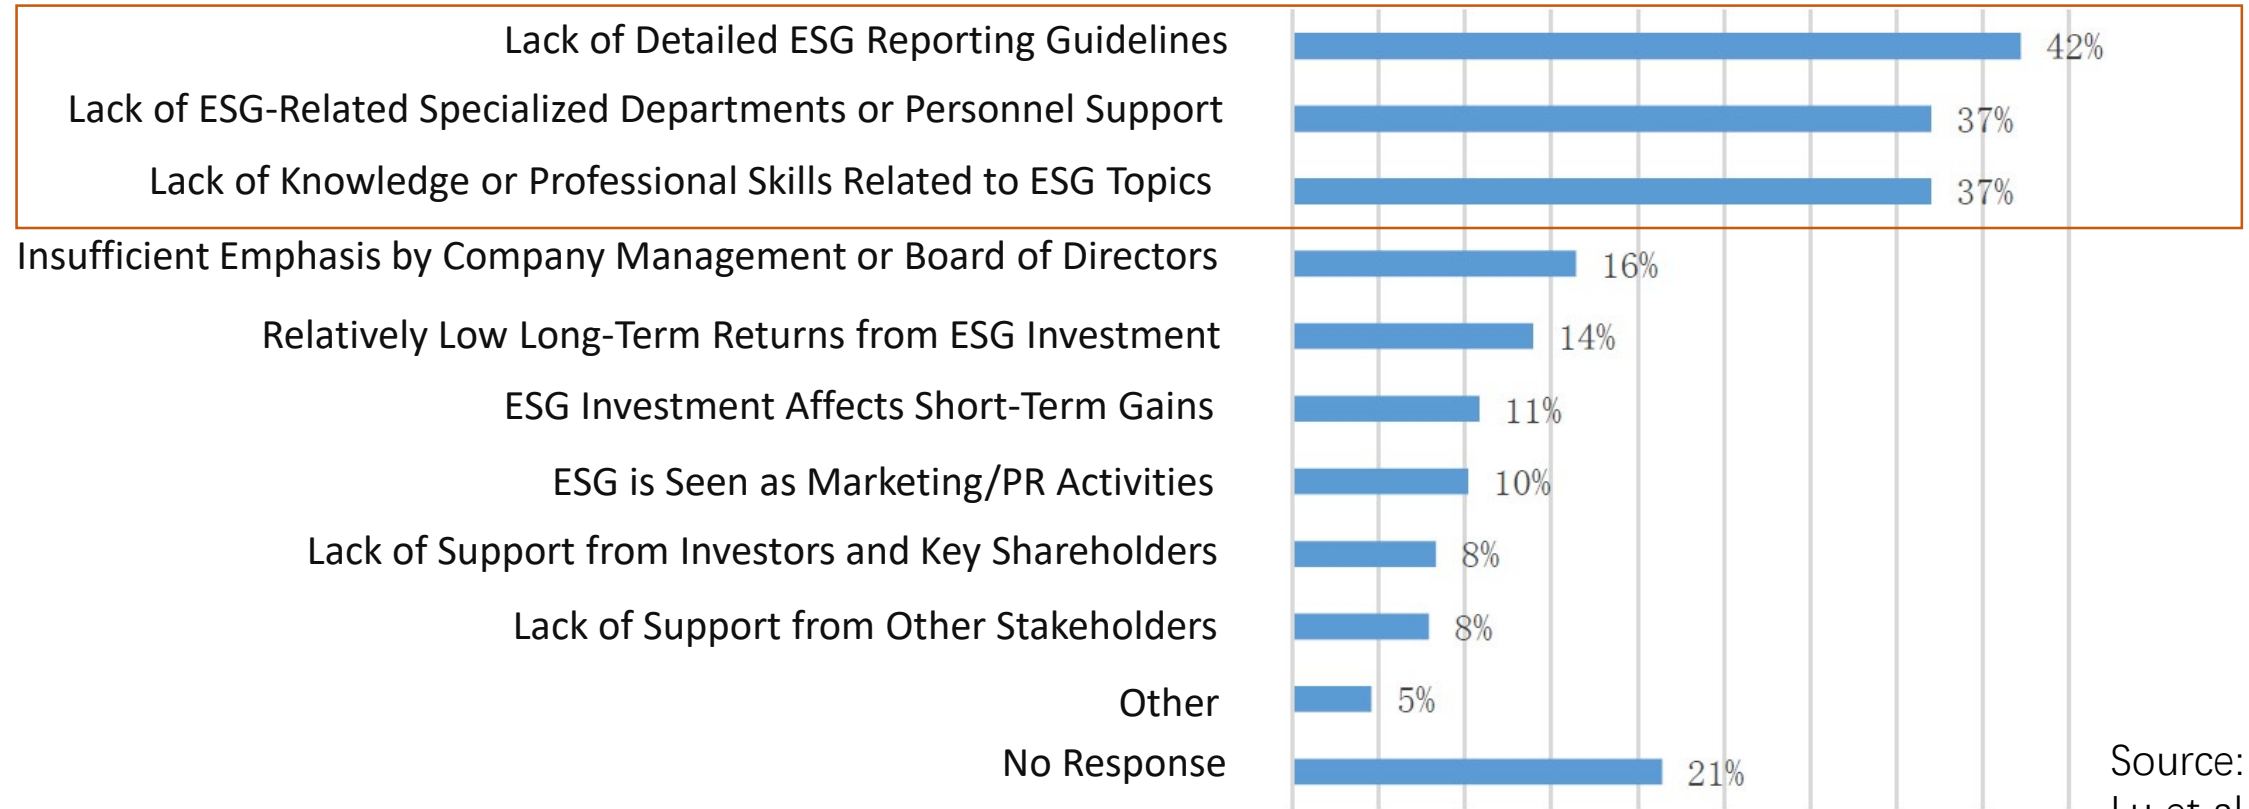 Lack of Detailed ESG Reporting Guidelines 42%
Lack of ESG-Related Specialized Departments or Personnel Support 37%
Lack of Knowledge or Professional Skills Related to ESG Topics 37%
Insufficient Emphasis by Company Management or Board of Directors 16%
Relatively Low Long-Term Returns from ESG Investment 14%
ESG Investment Affects Short-Term Gains 11%
ESG is Seen as Marketing/PR Activities 10%
Lack of Support from Investors and Key Shareholders 8%
Lack of Support from Other Stakeholders 8%
Other 5%
No Response 21%
Source: